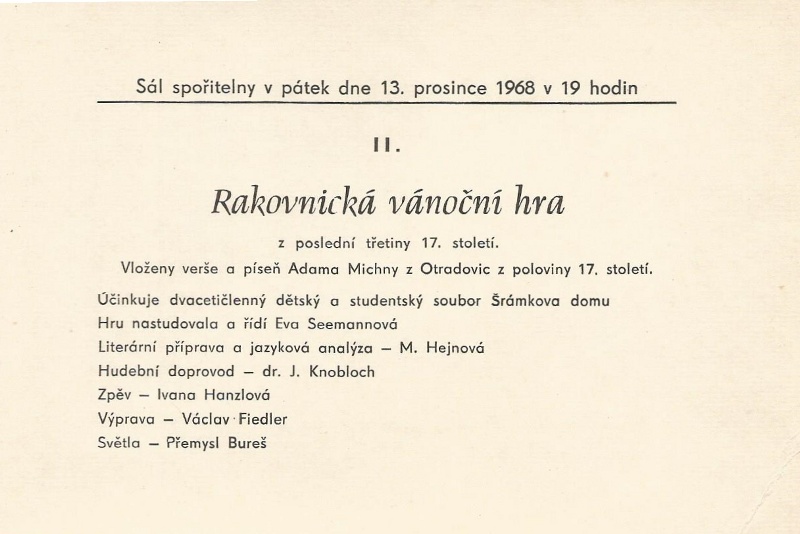 Sál spořitelny v pátek dne 13. prosince 1968 v 19 hodin
II.
Rakovnická vánoční hra
z poslední třetiny 17. století.
Vloženy verše a píseň Adama Michny z Otradovic z poloviny 17. století.
Účinkuje dvacetičlenný dětský a studentský soubor Šrámkova domu
Hru nastudovala a řídí Eva Seemannová
Literární příprava a jazyková analýza – M. Hejnová
Hudební doprovod – dr. J. Knobloch
Zpěv – Ivana Hanzlová
Výprava – Václav Fiedler
Světla – Přemysl Bureš